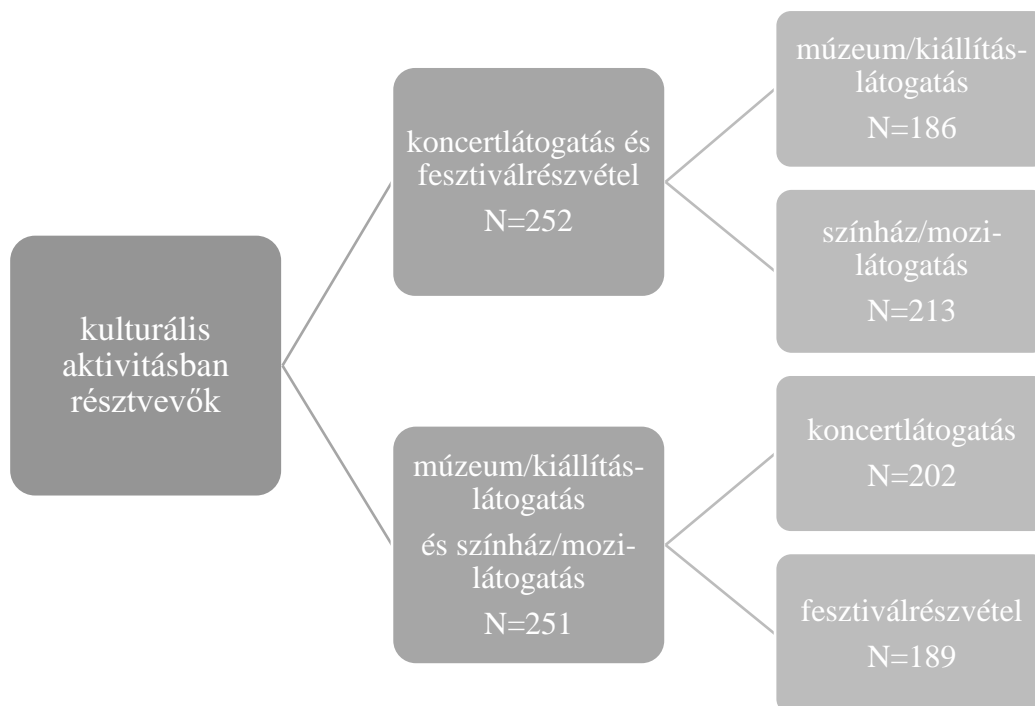 kulturális
aktivitásban
résztvevők
koncertlátogatás és
fesztiválrészvétel
N=252
múzeum/kiállítás-
látogatás
N=186
színház/mozi-
látogatás
N=213
múzeum/kiállítás-
látogatás
és színház/mozi-
látogatás
N=251
koncertlátogatás
N=202
fesztiválrészvétel
N=189